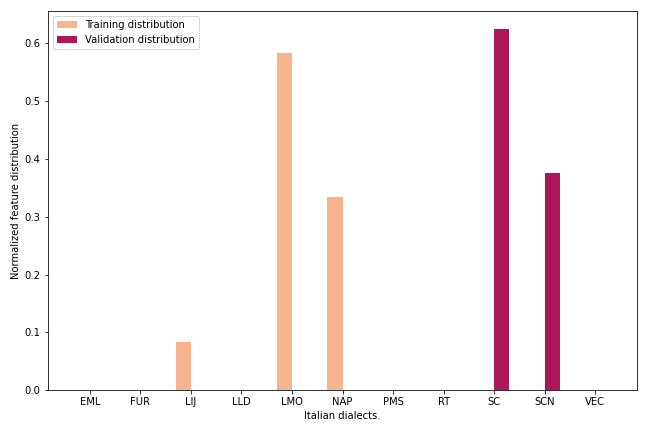 Training distribution
Validation distribution
Normalized feature distribution
0.6
0.5
0.4
0.3
0.2
0.1
0.0
EML FUR LIJ LLD LMO NAP PMS RT SC SCN VEC
Italian dialects.